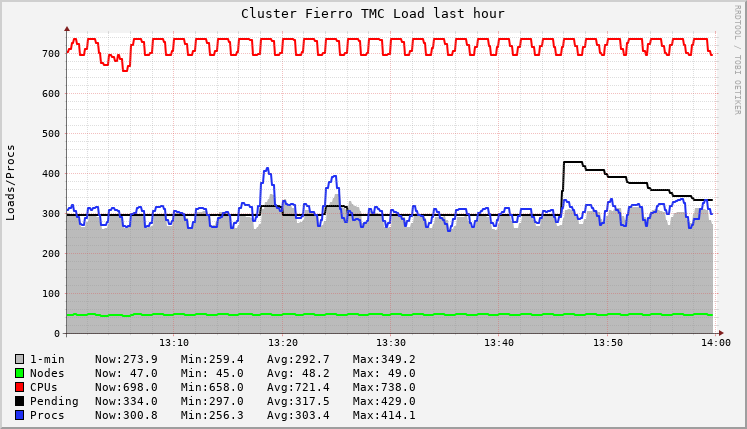 Cluster Fierro TMC Load last hour
RRDTOOL / TOBI OETIKER
Loads/Procs
700
600
500
400
300
200
100
0
13:10 13:20 13:30 13:40 13:50 14:00
1-min Now:273.9 Min:259.4 Avg:292.7 Max:349.2
Nodes Now: 47.0 Min: 45.0 Avg: 48.2 Max: 49.0
CPUs Now:698.0 Min:658.0 Avg:721.4 Max:738.0
Pending Now:334.0 Min:297.0 Avg:317.5 Max:429.0
Procs Now:300.8 Min:256.3 Avg:303.4 Max:414.1